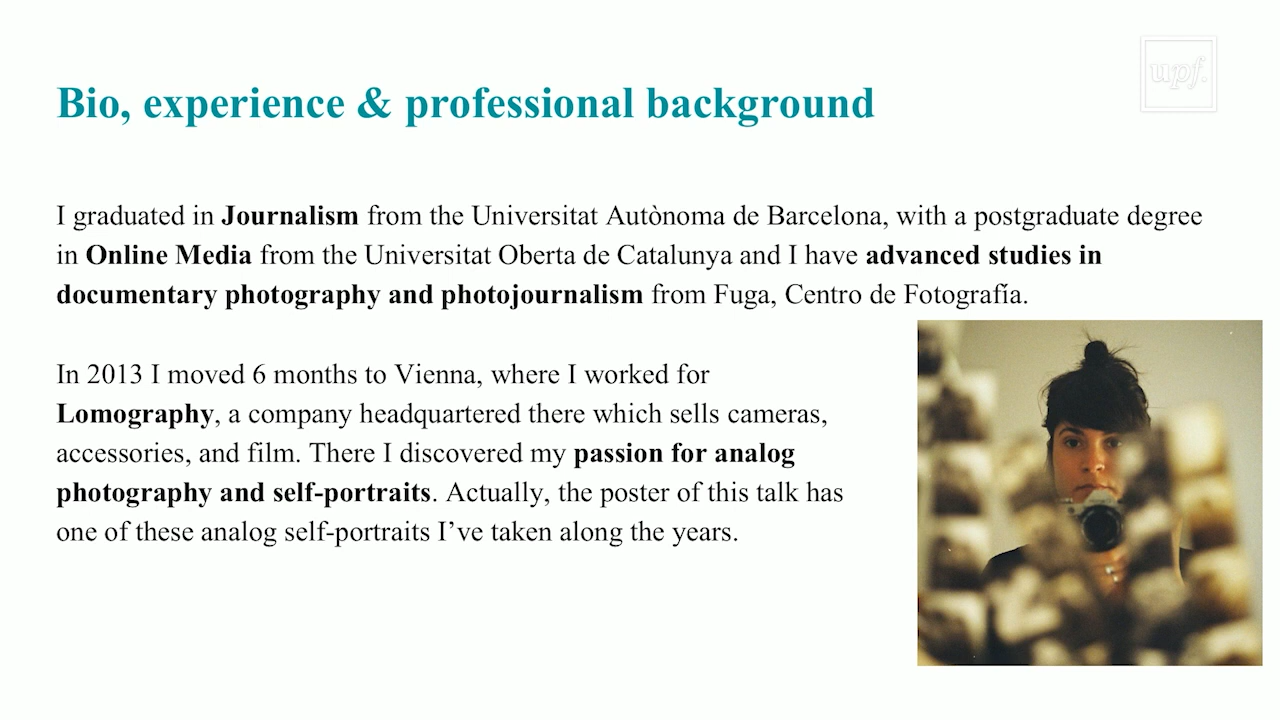 upf.
Bio, experience & professional background
I graduated in Journalism from the Universitat Autònoma de Barcelona, with a postgraduate degree
in Online Media from the Universitat Oberta de Catalunya and I have advanced studies in
documentary photography and photojournalism from Fuga, Centro de Fotografía.
In 2013 I moved 6 months to Vienna, where I worked for
Lomography, a company headquartered there which sells cameras,
accessories, and film. There I discovered my passion for analog
photography and self-portraits. Actually, the poster of this talk has
one of these analog self-portraits I’ve taken along the years.